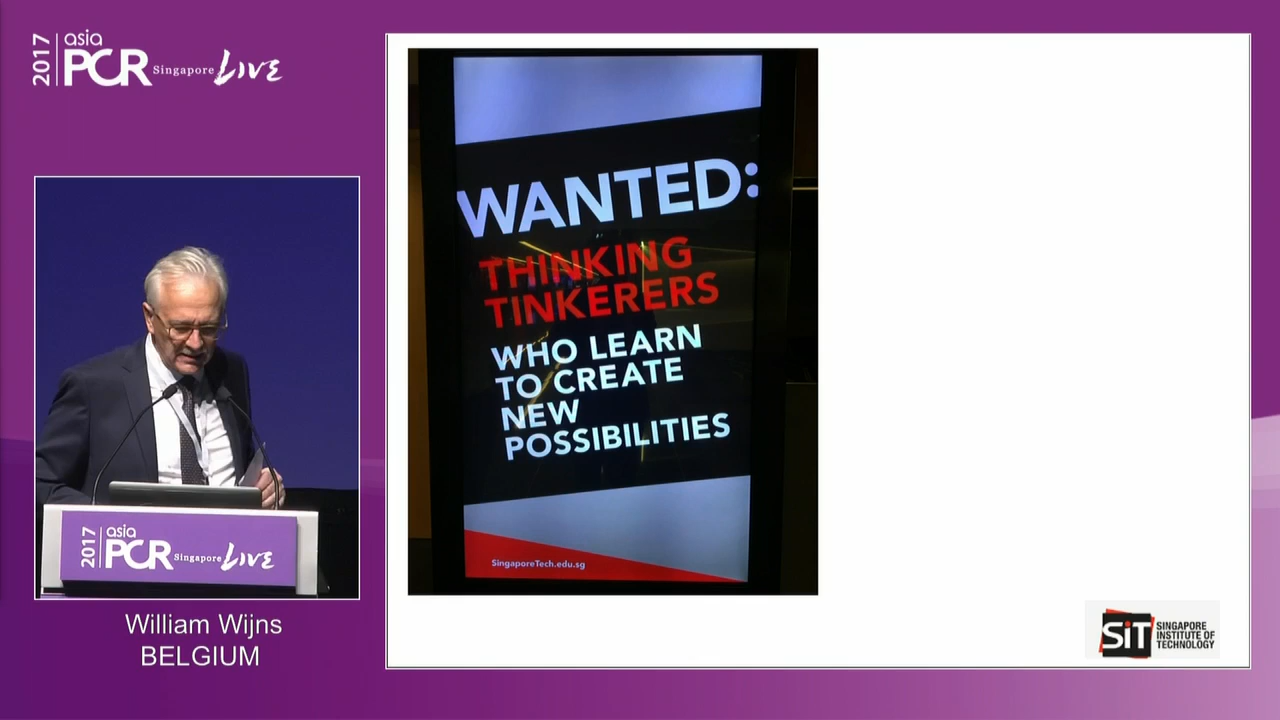 2017
asia
PCR Singapore LIVE
WANTED:
THINKING
TINKERERS
WHO LEARN
TO CREATE
NEW
POSSIBILITIES
SingaporeTech.edu.sg
2017
asia
PCR Singapore LIVE
William Wijns
BELGIUM
SiT
SINGAPORE
INSTITUTE OF
TECHNOLOGY